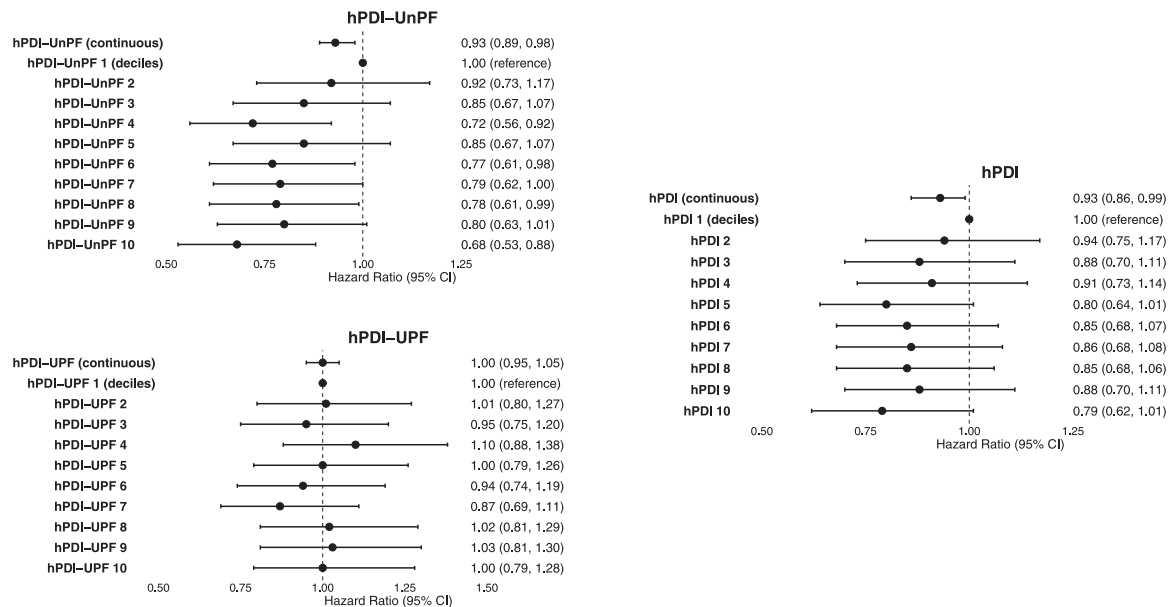 hPDI–UnPF
hPDI–UnPF (continuous) 0.93 (0.89, 0.98)
hPDI–UnPF 1 (deciles) 1.00 (reference)
hPDI–UnPF 2 0.92 (0.73, 1.17)
hPDI–UnPF 3 0.85 (0.67, 1.07)
hPDI–UnPF 4 0.72 (0.56, 0.92)
hPDI–UnPF 5 0.85 (0.67, 1.07)
hPDI–UnPF 6 0.77 (0.61, 0.98)
hPDI–UnPF 7 0.79 (0.62, 1.00)
hPDI–UnPF 8 0.78 (0.61, 0.99)
hPDI–UnPF 9 0.80 (0.63, 1.01)
hPDI–UnPF 10 0.68 (0.53, 0.88)
0.50 0.75 1.00 1.25
Hazard Ratio (95% CI)
hPDI–UPF
hPDI–UPF (continuous) 1.00 (0.95, 1.05)
hPDI–UPF 1 (deciles) 1.00 (reference)
hPDI–UPF 2 1.01 (0.80, 1.27)
hPDI–UPF 3 0.95 (0.75, 1.20)
hPDI–UPF 4 1.10 (0.88, 1.38)
hPDI–UPF 5 1.00 (0.79, 1.26)
hPDI–UPF 6 0.94 (0.74, 1.19)
hPDI–UPF 7 0.87 (0.69, 1.11)
hPDI–UPF 8 1.02 (0.81, 1.29)
hPDI–UPF 9 1.03 (0.81, 1.30)
hPDI–UPF 10 1.00 (0.79, 1.28)
0.50 0.75 1.00 1.25 1.50
Hazard Ratio (95% CI)
hPDI
hPDI (continuous) 0.93 (0.86, 0.99)
hPDI 1 (deciles) 1.00 (reference)
hPDI 2 0.94 (0.75, 1.17)
hPDI 3 0.88 (0.70, 1.11)
hPDI 4 0.91 (0.73, 1.14)
hPDI 5 0.80 (0.64, 1.01)
hPDI 6 0.85 (0.68, 1.07)
hPDI 7 0.86 (0.68, 1.08)
hPDI 8 0.85 (0.68, 1.06)
hPDI 9 0.88 (0.70, 1.11)
hPDI 10 0.79 (0.62, 1.01)
0.50 0.75 1.00 1.25
Hazard Ratio (95% CI)